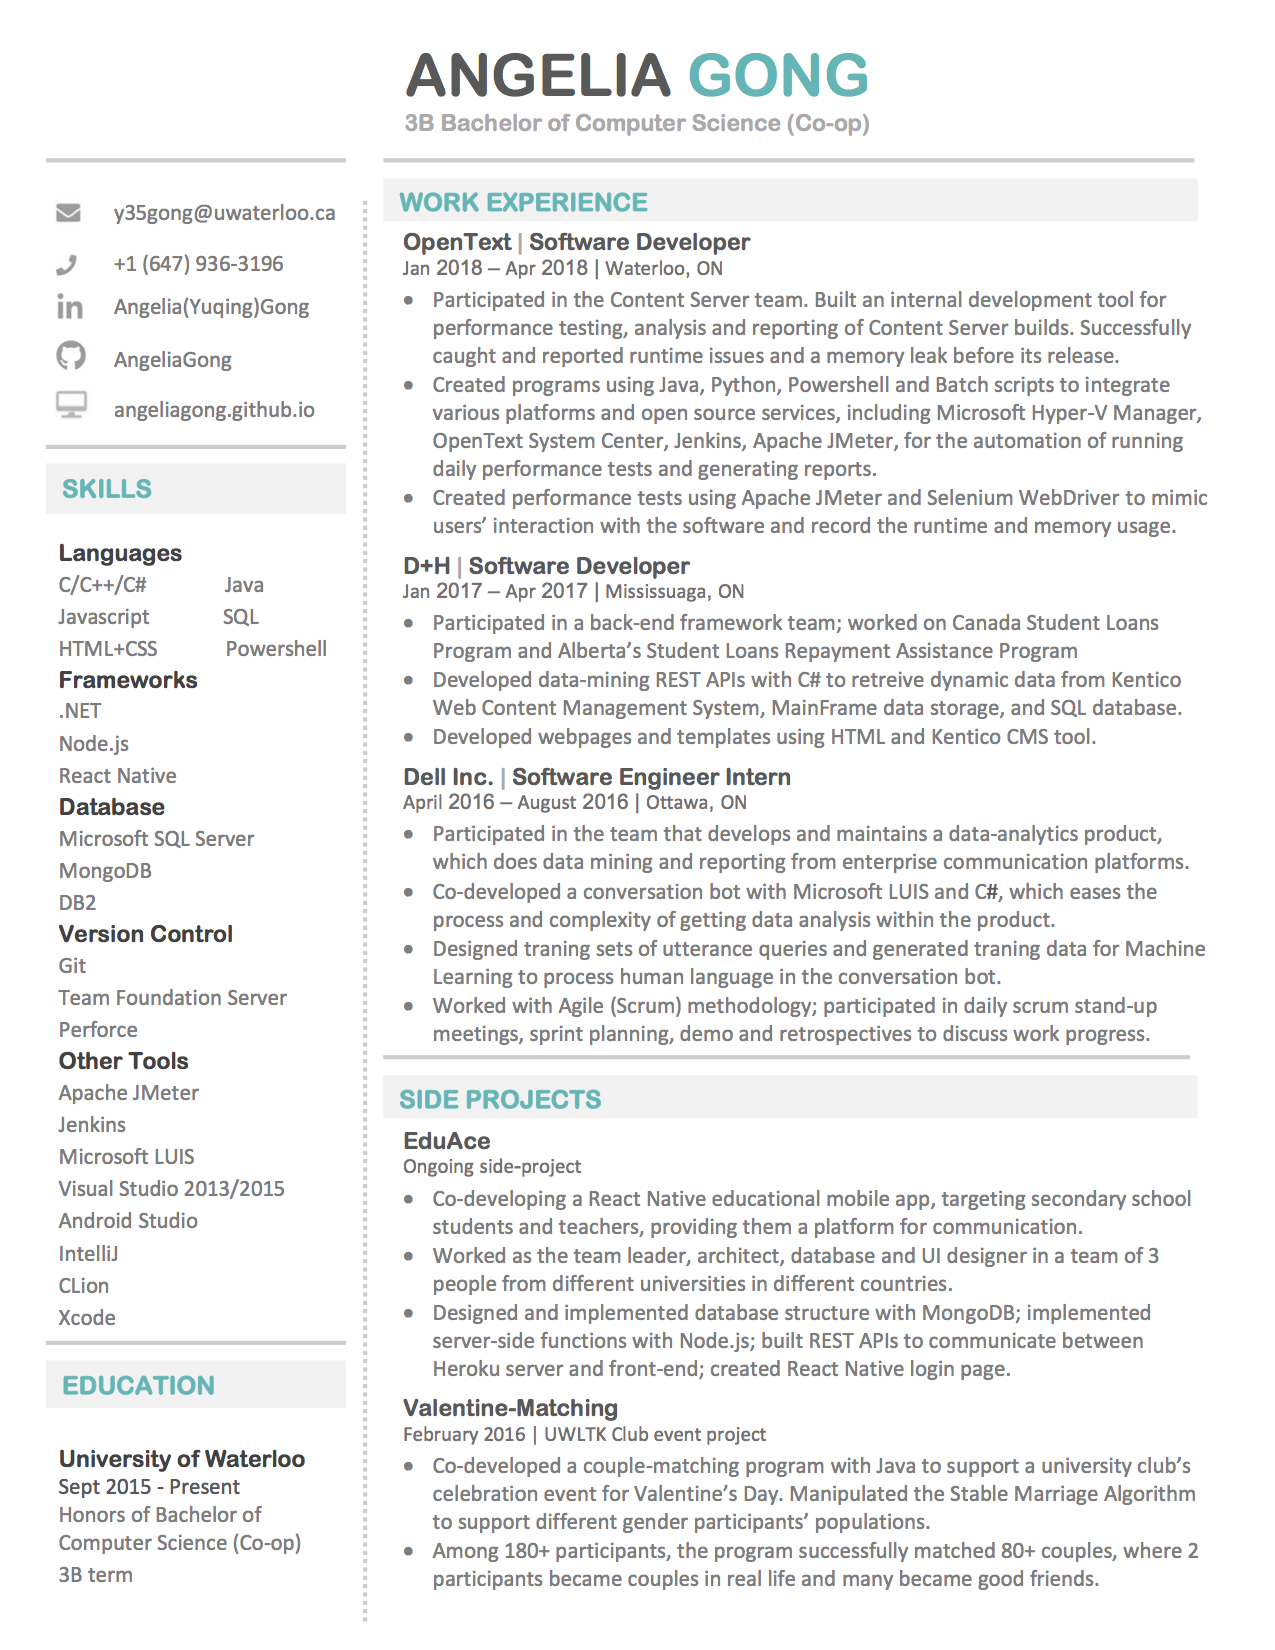 ANGELIA GONG
3B Bachelor of Computer Science (Co-op)
y35gong@uwaterloo.ca
+1 (647) 936-3196
Angelia(Yuqing)Gong
AngeliaGong
angeliagong.github.io
SKILLS
Languages
C/C++/C# Java
Javascript SQL
HTML+CSS Powershell
Frameworks
.NET
Node.js
React Native
Database
Microsoft SQL Server
MongoDB
DB2
Version Control
Git
Team Foundation Server
Perforce
Other Tools
Apache JMeter
Jenkins
Microsoft LUIS
Visual Studio 2013/2015
Android Studio
IntelliJ
CLion
Xcode
EDUCATION
University of Waterloo
Sept 2015 - Present
Honors of Bachelor of
Computer Science (Co-op)
3B term
WORK EXPERIENCE
OpenText | Software Developer
Jan 2018 – Apr 2018 | Waterloo, ON
• Participated in the Content Server team. Built an internal development tool for
performance testing, analysis and reporting of Content Server builds. Successfully
caught and reported runtime issues and a memory leak before its release.
• Created programs using Java, Python, Powershell and Batch scripts to integrate
various platforms and open source services, including Microsoft Hyper-V Manager,
OpenText System Center, Jenkins, Apache JMeter, for the automation of running
daily performance tests and generating reports.
• Created performance tests using Apache JMeter and Selenium WebDriver to mimic
users’ interaction with the software and record the runtime and memory usage.
D+H | Software Developer
Jan 2017 – Apr 2017 | Mississuaga, ON
• Participated in a back-end framework team; worked on Canada Student Loans
Program and Alberta’s Student Loans Repayment Assistance Program
• Developed data-mining REST APIs with C# to retreive dynamic data from Kentico
Web Content Management System, MainFrame data storage, and SQL database.
• Developed webpages and templates using HTML and Kentico CMS tool.
Dell Inc. | Software Engineer Intern
April 2016 – August 2016 | Ottawa, ON
• Participated in the team that develops and maintains a data-analytics product,
which does data mining and reporting from enterprise communication platforms.
• Co-developed a conversation bot with Microsoft LUIS and C#, which eases the
process and complexity of getting data analysis within the product.
• Designed traning sets of utterance queries and generated traning data for Machine
Learning to process human language in the conversation bot.
• Worked with Agile (Scrum) methodology; participated in daily scrum stand-up
meetings, sprint planning, demo and retrospectives to discuss work progress.
SIDE PROJECTS
EduAce
Ongoing side-project
• Co-developing a React Native educational mobile app, targeting secondary school
students and teachers, providing them a platform for communication.
• Worked as the team leader, architect, database and UI designer in a team of 3
people from different universities in different countries.
• Designed and implemented database structure with MongoDB; implemented
server-side functions with Node.js; built REST APIs to communicate between
Heroku server and front-end; created React Native login page.
Valentine-Matching
February 2016 | UWLTK Club event project
• Co-developed a couple-matching program with Java to support a university club’s
celebration event for Valentine’s Day. Manipulated the Stable Marriage Algorithm
to support different gender participants’ populations.
• Among 180+ participants, the program successfully matched 80+ couples, where 2
participants became couples in real life and many became good friends.